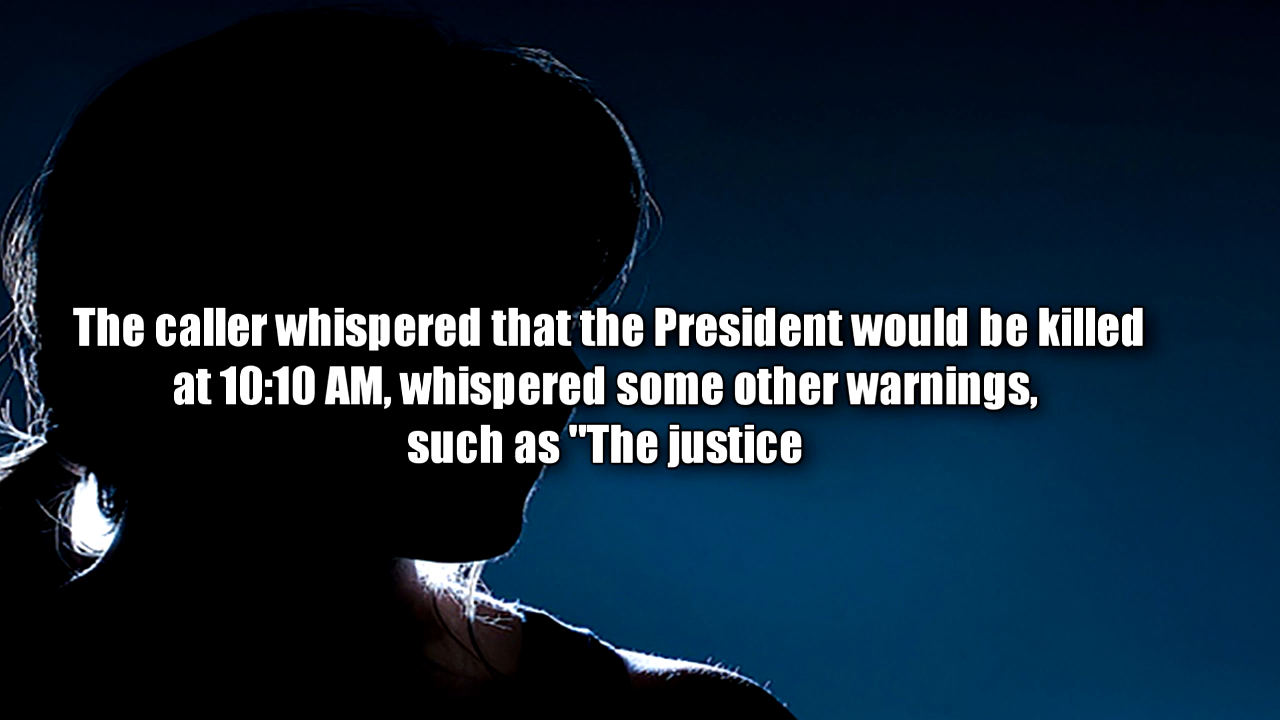 The caller whispered that the President would be killed
at 10:10 AM, whispered some other warnings,
such as "The justice